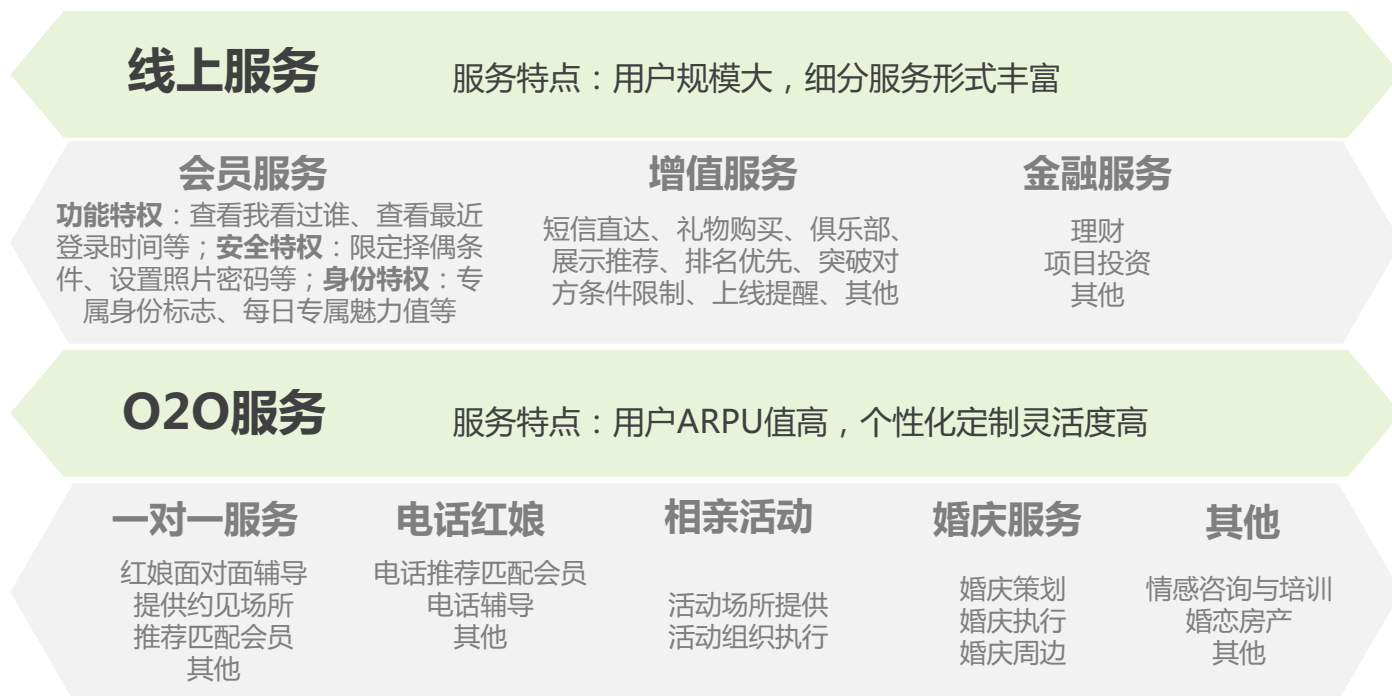 线上服务
服务特点：用户规模大，细分服务形式丰富
会员服务
功能特权：查看我看过谁、查看最近
登录时间等；安全特权：限定择偶条
件、设置照片密码等；身份特权：专
属身份标志、每日专属魅力值等
增值服务
短信直达、礼物购买、俱乐部、
展示推荐、排名优先、突破对
方条件限制、上线提醒、其他
金融服务
理财
项目投资
其他
O2O服务
服务特点：用户ARPU值高，个性化定制灵活度高
一对一服务
红娘面对面辅导
提供约见场所
推荐匹配会员
其他
电话红娘
电话推荐匹配会员
电话辅导
其他
相亲活动
活动场所提供
活动组织执行
婚庆服务
婚庆策划
婚庆执行
婚庆周边
其他
情感咨询与培训
婚恋房产
其他